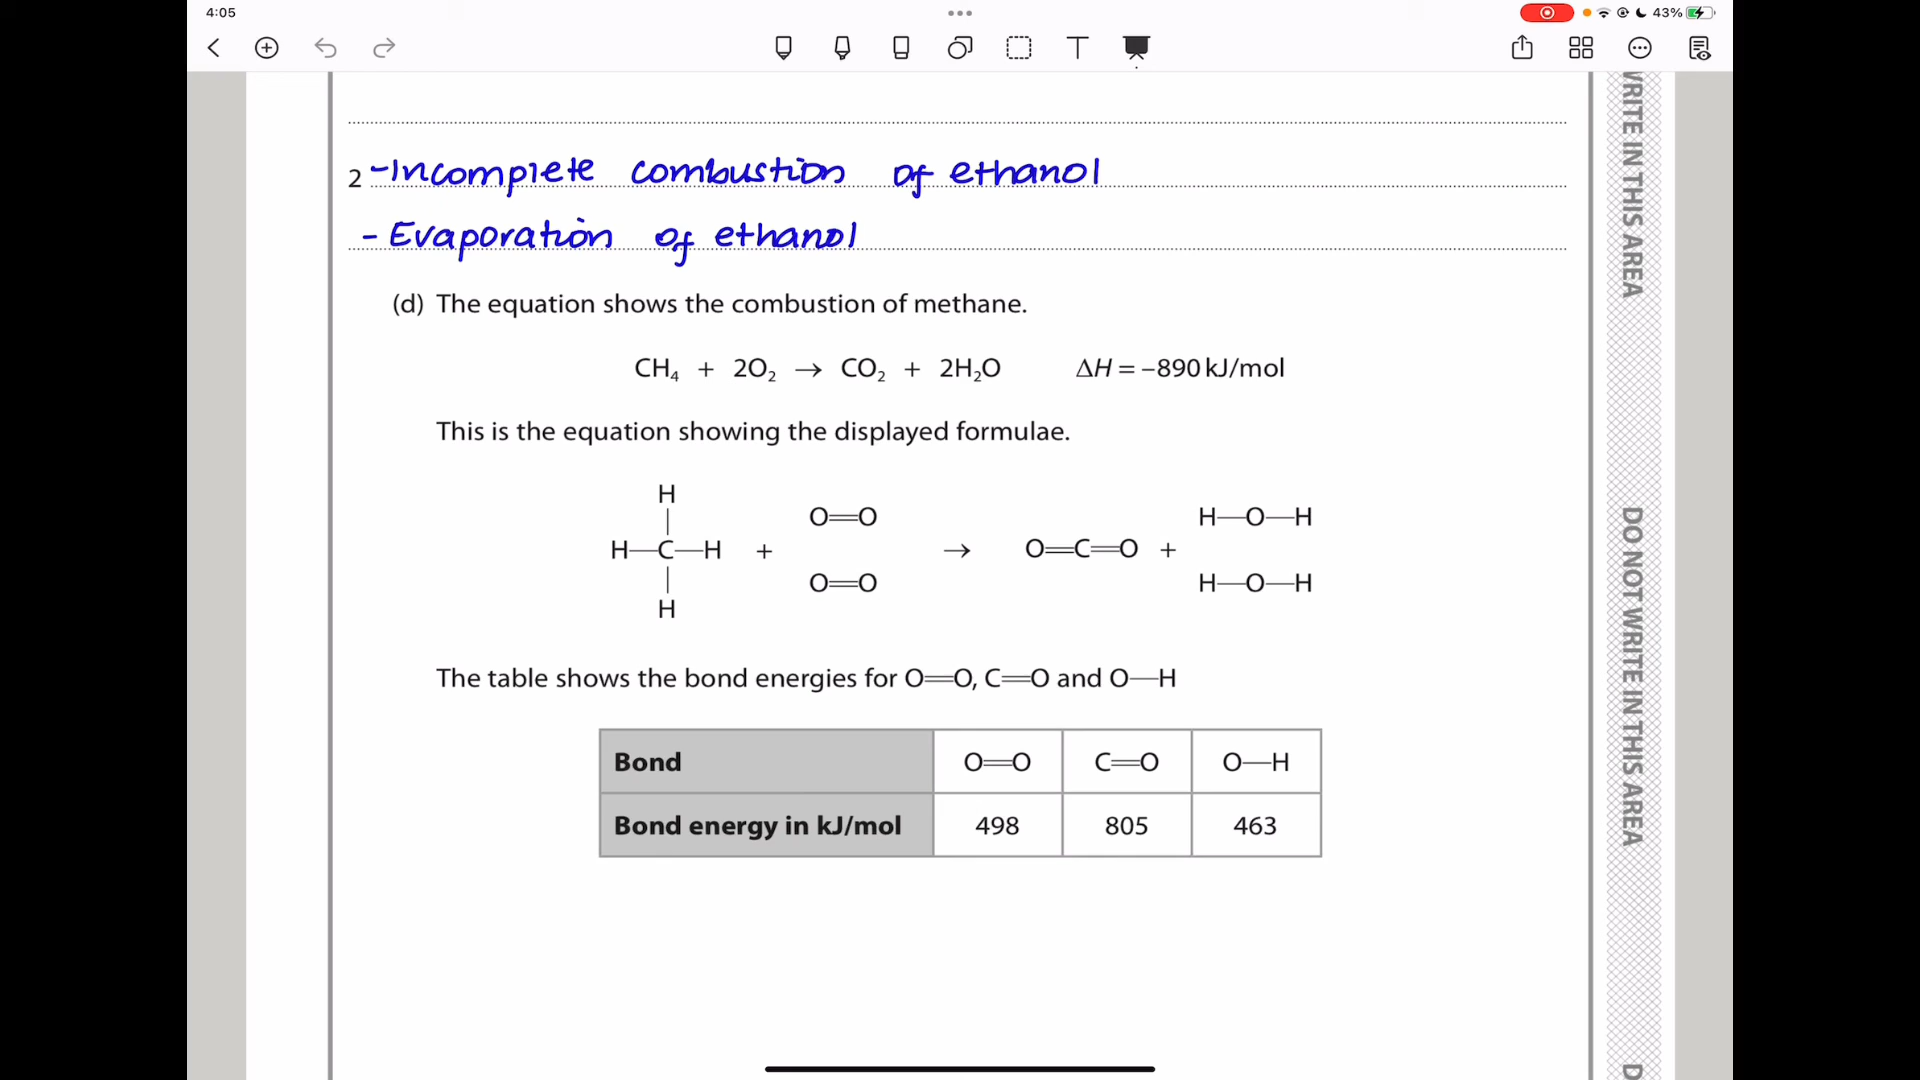 4:05
43%
2 -Incomplete combustion of ethanol
- Evaporation of ethanol
(d) The equation shows the combustion of methane.
CH₄ + 2O₂ → CO₂ + 2H₂O ΔH = −890 kJ/mol
This is the equation showing the displayed formulae.
H
|
H—C—H + O=O O=O → O=C=O + H—O—H H—O—H
|
H
The table shows the bond energies for O=O, C=O and O—H
Bond O=O C=O O—H
Bond energy in kJ/mol 498 805 463
WRITE IN THIS AREA
DO NOT WRITE IN THIS AREA
D